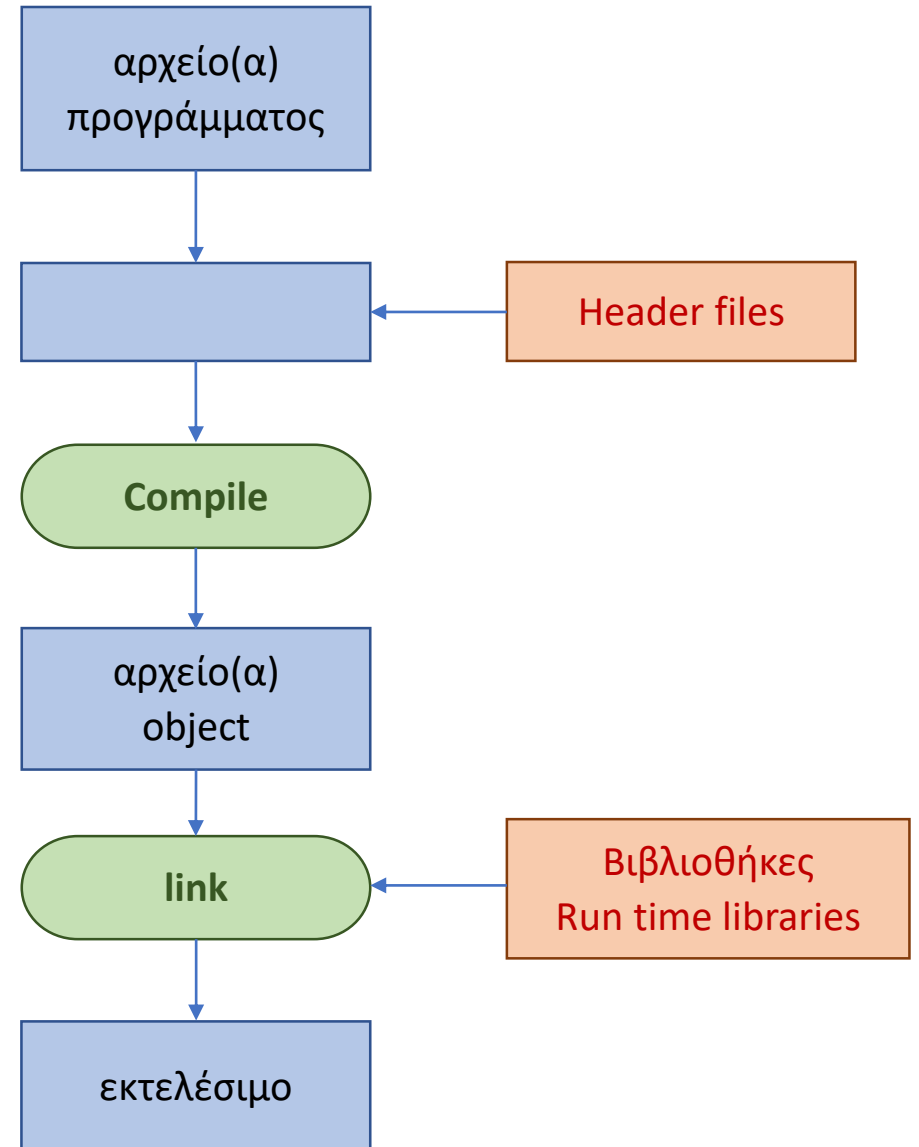 αρχείο(α)
προγράμματος
Header files
Compile
αρχείο(α)
object
link
Βιβλιοθήκες
Run time libraries
εκτελέσιμο